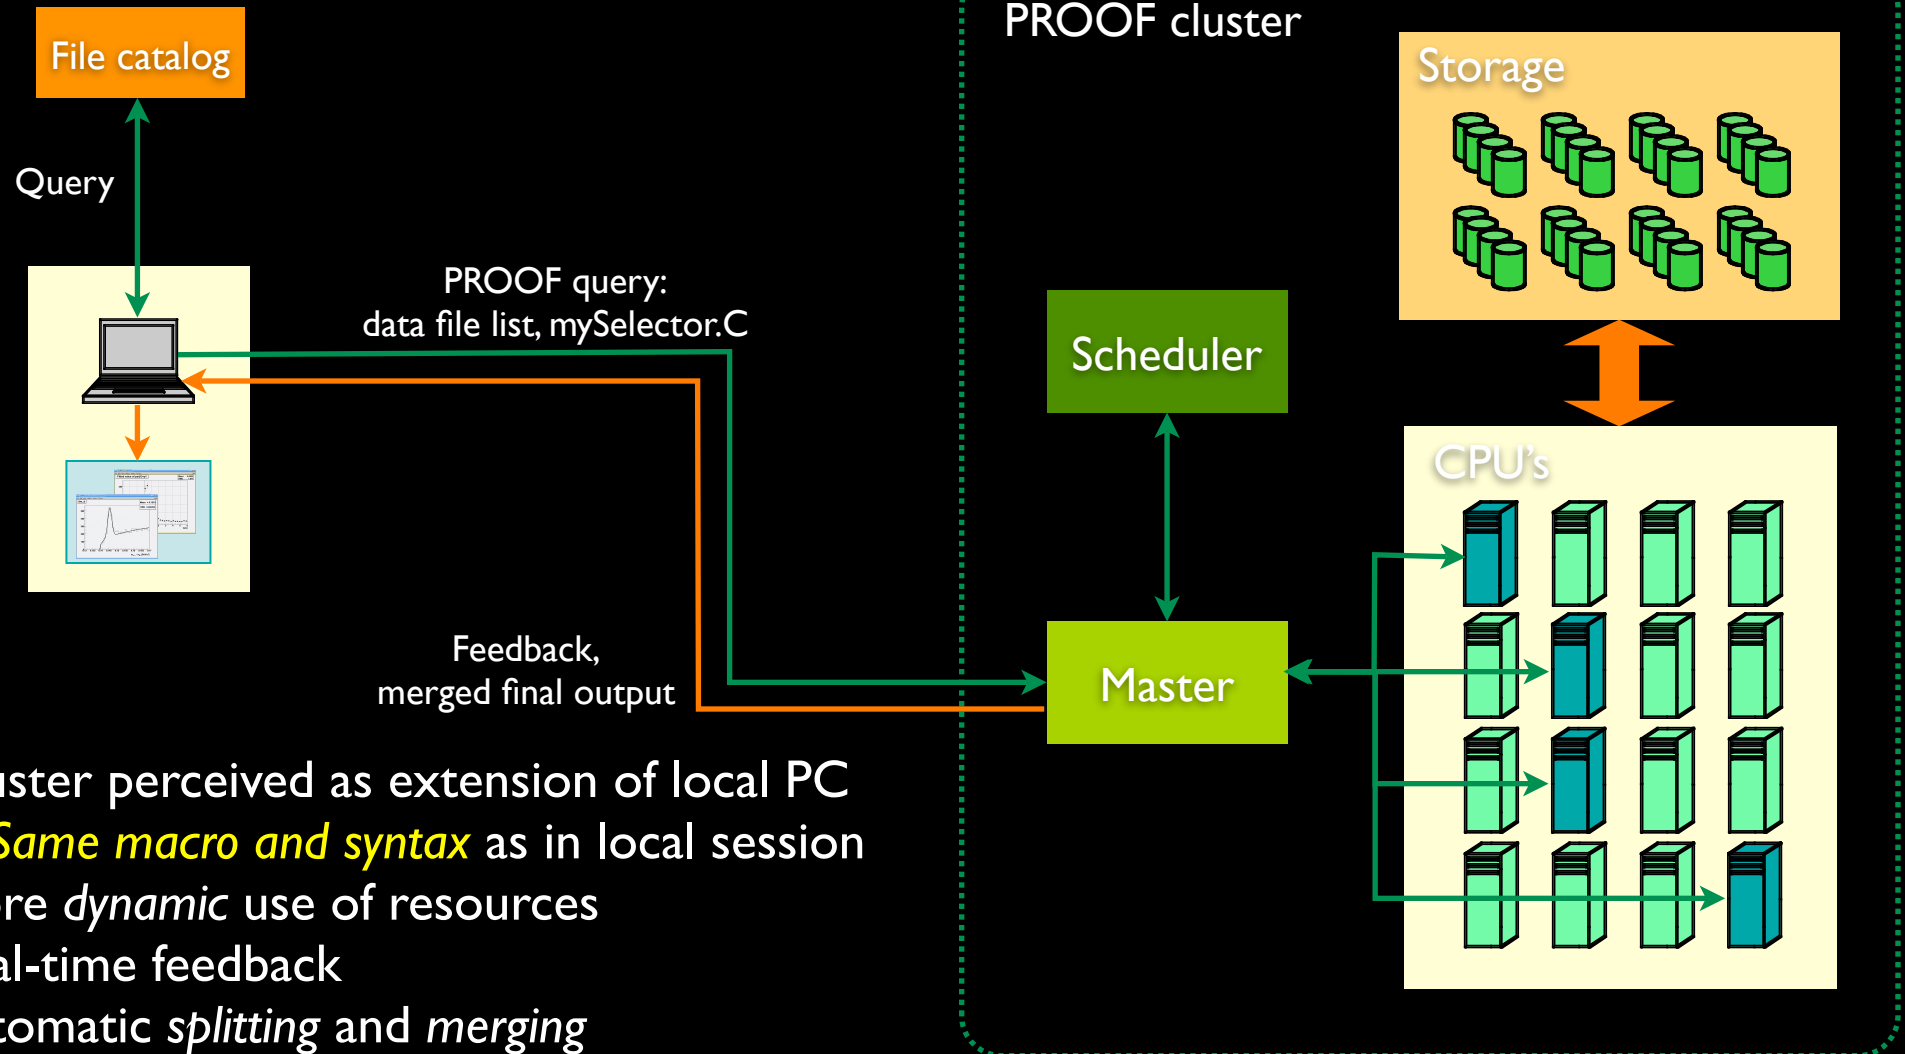 PROOF cluster
File catalog
Storage
Query
PROOF query:
data file list, mySelector.C
Scheduler
CPU's
Feedback,
merged final output
Master
uster perceived as extension of local PC
Same macro and syntax as in local session
re dynamic use of resources
al-time feedback
tomatic splitting and merging